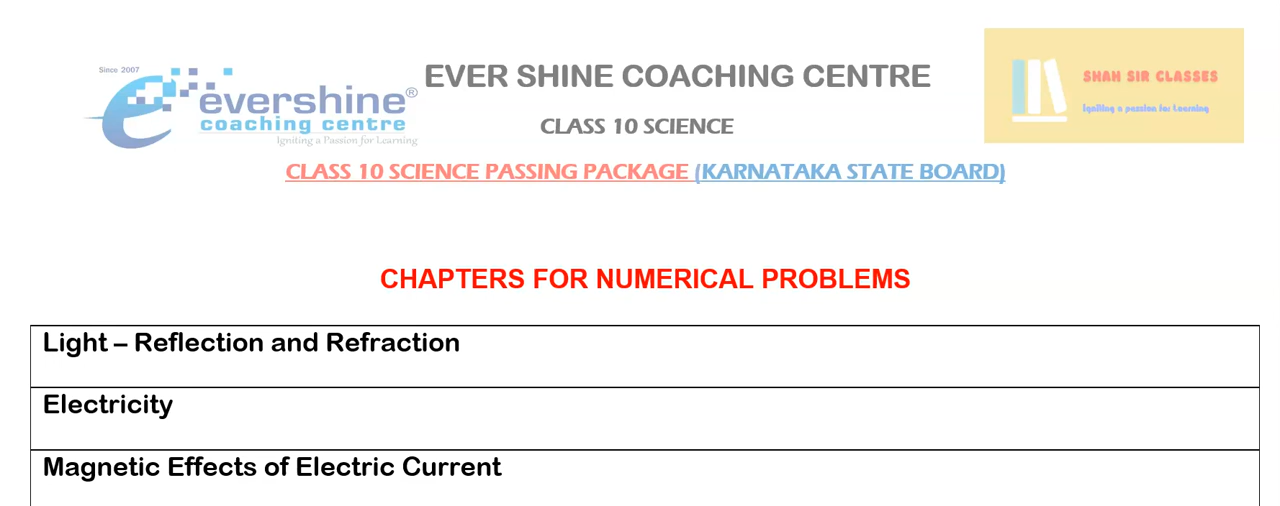 Since 2007
evershine®
coaching centre
Igniting a Passion for Learning
EVER SHINE COACHING CENTRE
CLASS 10 SCIENCE
SHAH SIR CLASSES
Igniting a passion for Learning
CLASS 10 SCIENCE PASSING PACKAGE (KARNATAKA STATE BOARD)
CHAPTERS FOR NUMERICAL PROBLEMS
Light – Reflection and Refraction
Electricity
Magnetic Effects of Electric Current